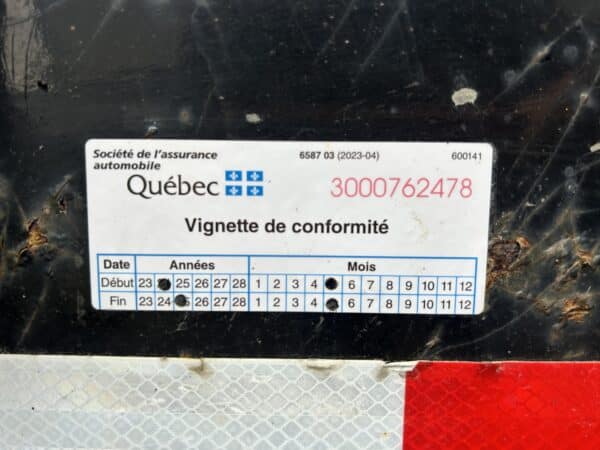 Société de l'assurance
automobile
6587 03 (2023-04)
600141
Québec
3000762478
Vignette de conformité
Date Années Mois
Début 23 25 26 27 28 1 2 3 4 6 7 8 9 10 11 12
Fin 23 24 26 27 28 1 2 3 4 6 7 8 9 10 11 12